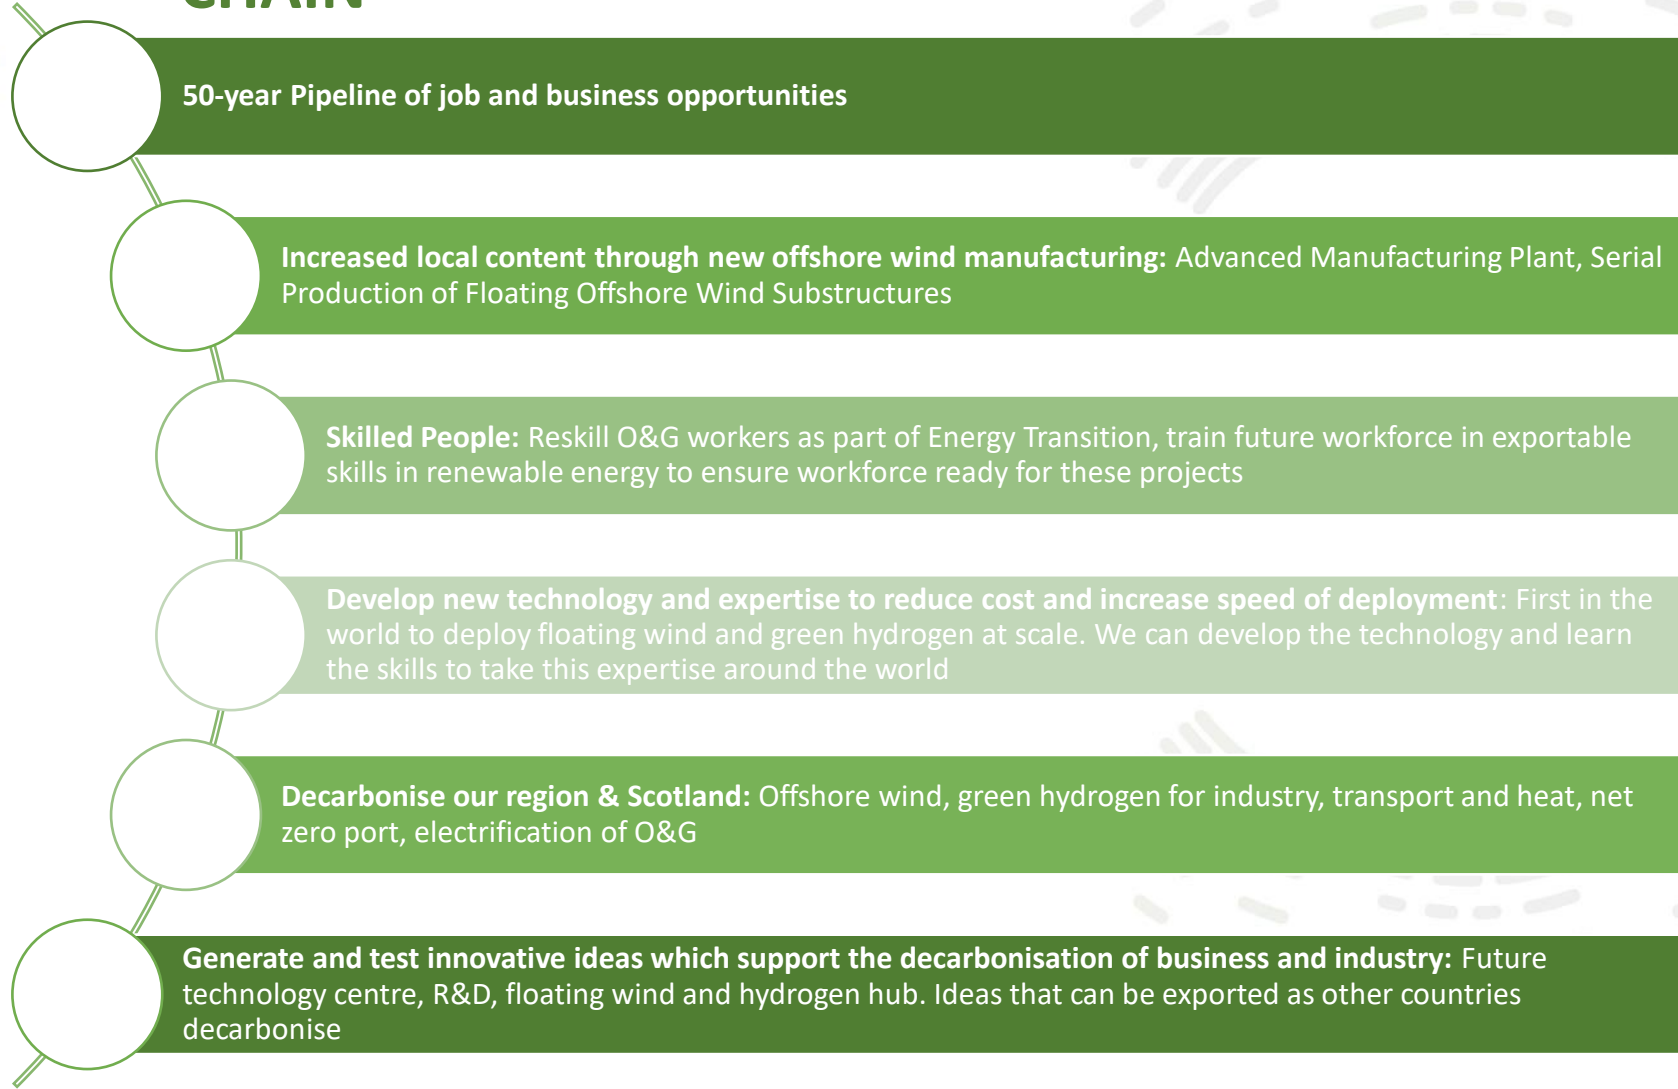 CHAIN
50-year Pipeline of job and business opportunities
Increased local content through new offshore wind manufacturing: Advanced Manufacturing Plant, Serial
Production of Floating Offshore Wind Substructures
Skilled People: Reskill O&G workers as part of Energy Transition, train future workforce in exportable
skills in renewable energy to ensure workforce ready for these projects
Develop new technology and expertise to reduce cost and increase speed of deployment: First in the
world to deploy floating wind and green hydrogen at scale. We can develop the technology and learn
the skills to take this expertise around the world
Decarbonise our region & Scotland: Offshore wind, green hydrogen for industry, transport and heat, net
zero port, electrification of O&G
Generate and test innovative ideas which support the decarbonisation of business and industry: Future
technology centre, R&D, floating wind and hydrogen hub. Ideas that can be exported as other countries
decarbonise